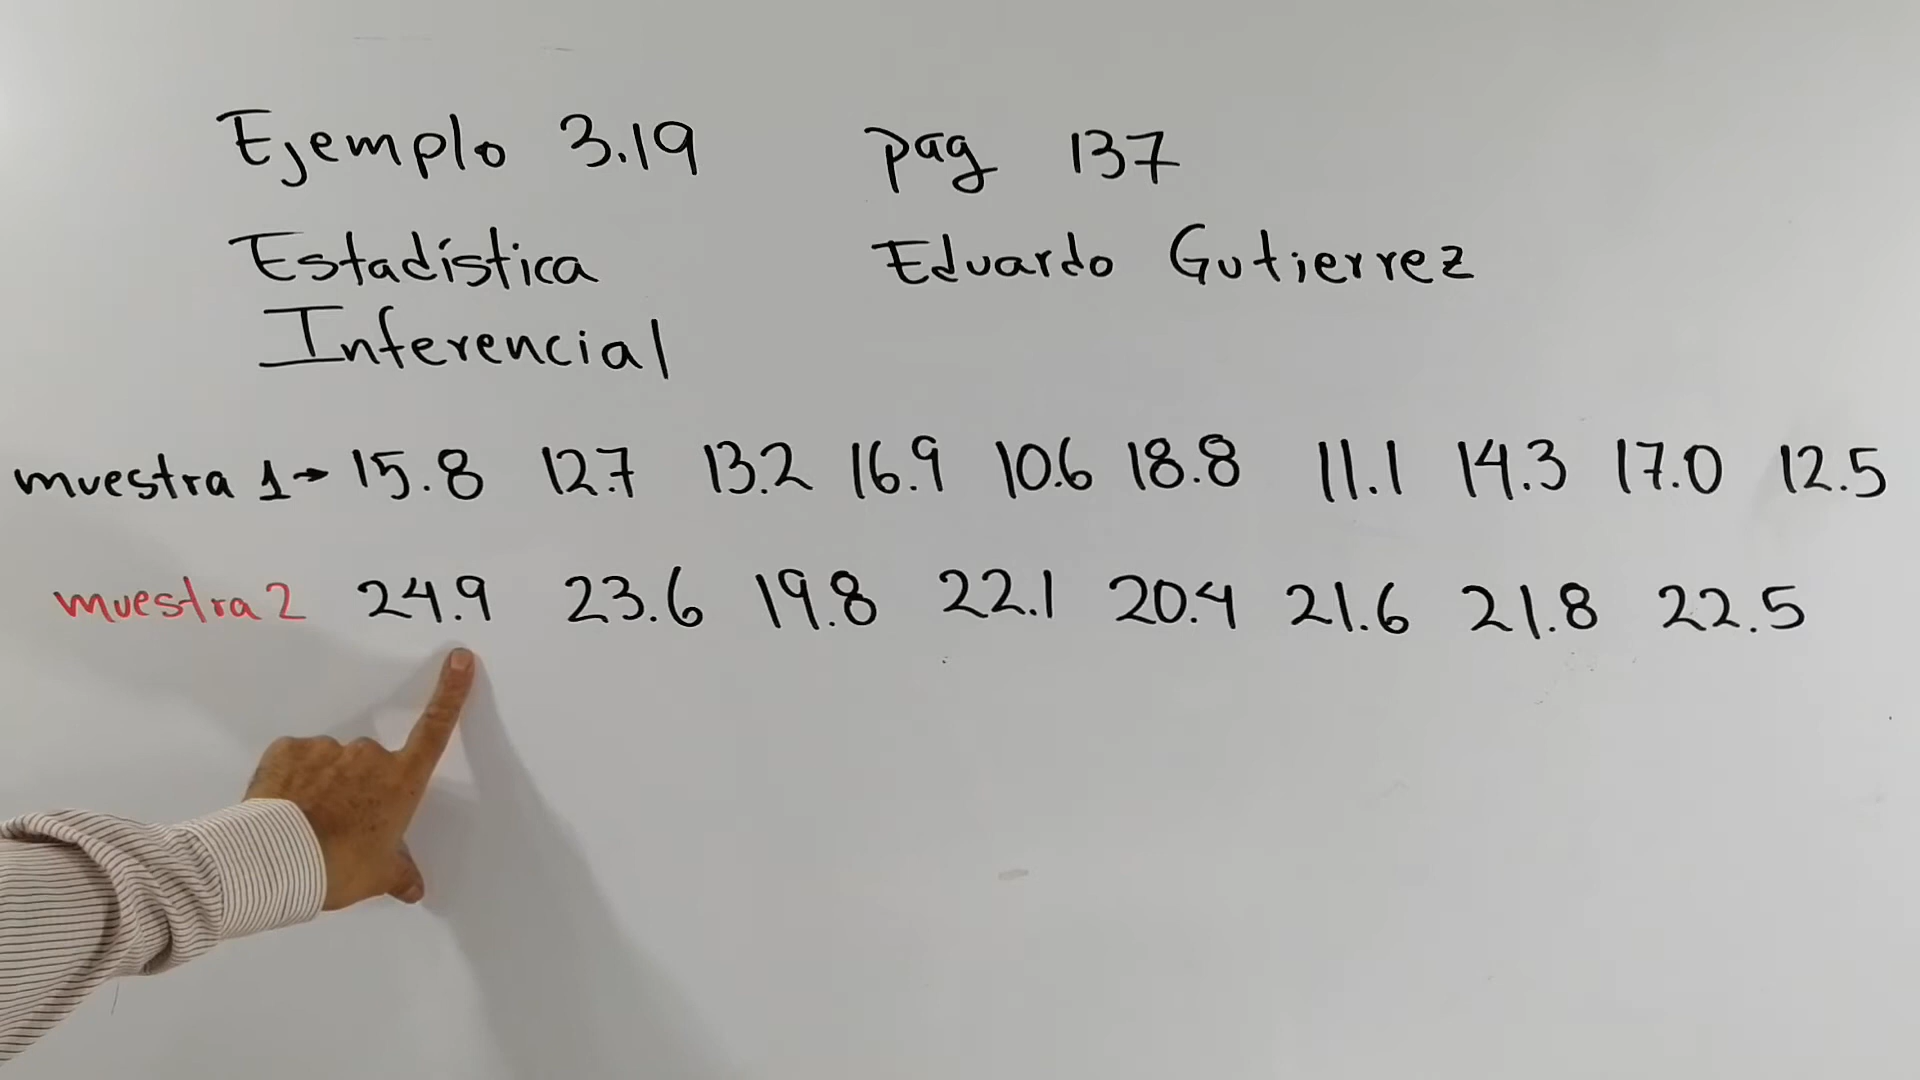 Ejemplo 3.19 pag 137
Estadística Eduardo Gutierrez
Inferencial
muestra 1→ 15.8 12.7 13.2 16.9 10.6 18.8 11.1 14.3 17.0 12.5
muestra 2 24.9 23.6 19.8 22.1 20.4 21.6 21.8 22.5